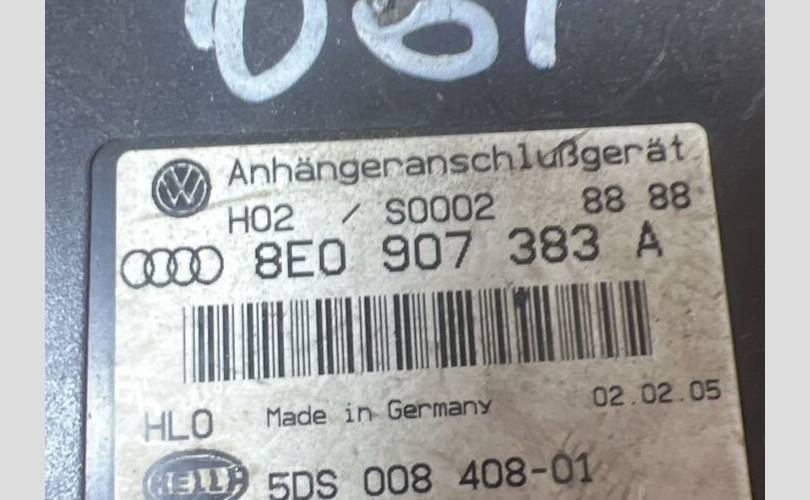 Anhängeranschlußgerät
H02 / S0002 88 88
8E0 907 383 A
HLO Made in Germany 02.02.05
HELLA 5DS 008 408-01